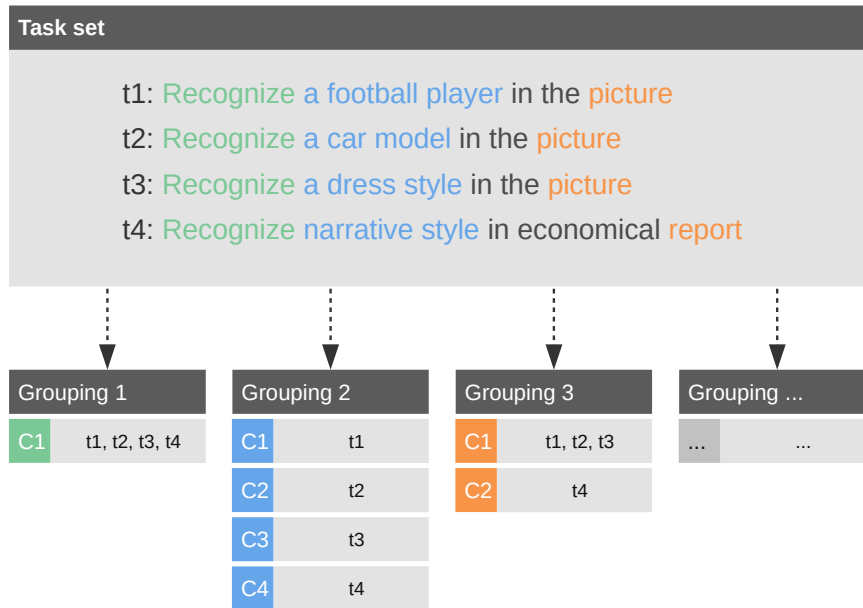 Task set
t1: Recognize a football player in the picture
t2: Recognize a car model in the picture
t3: Recognize a dress style in the picture
t4: Recognize narrative style in economical report
Grouping 1
C1 t1, t2, t3, t4
Grouping 2
C1 t1
C2 t2
C3 t3
C4 t4
Grouping 3
C1 t1, t2, t3
C2 t4
Grouping ...
... ...